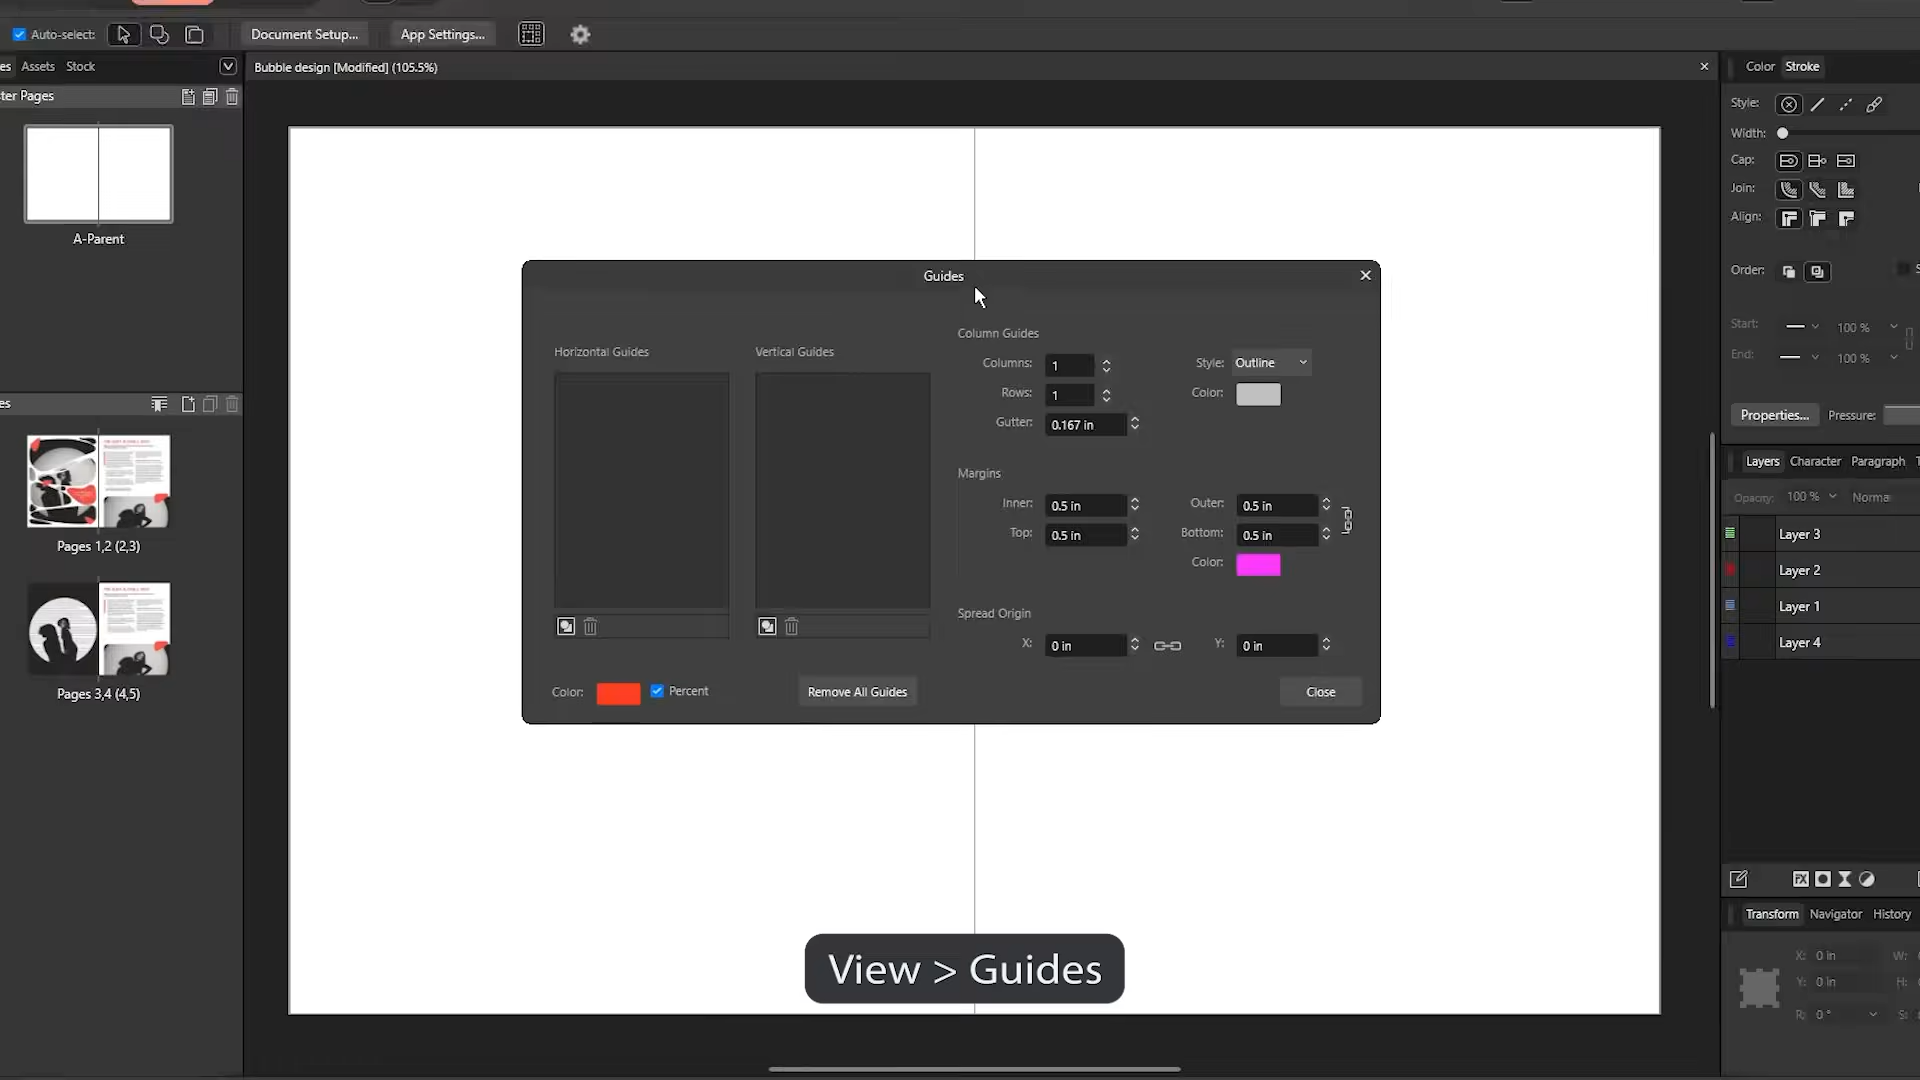 Auto-select:
Document Setup...
App Settings...
es Assets Stock
Bubble design [Modified] (105.5%)
ter Pages
A-Parent
es
Pages 1,2 (2,3)
Pages 3,4 (4,5)
Guides
Horizontal Guides
Vertical Guides
Column Guides
Columns: 1
Style: Outline
Rows: 1
Color:
Gutter: 0.167 in
Margins
Inner: 0.5 in
Outer: 0.5 in
Top: 0.5 in
Bottom: 0.5 in
Color:
Spread Origin
X: 0 in
Y: 0 in
Color:
Percent
Remove All Guides
Close
View > Guides
Color Stroke
Style:
Width:
Cap:
Join:
Align:
Order:
Start: 100 %
End: 100 %
Properties... Pressure:
Layers Character Paragraph T
Opacity: 100 % Norma
Layer 3
Layer 2
Layer 1
Layer 4
FX
Transform Navigator History
X: 0 in W:
Y: 0 in H:
R: 0 ° S: